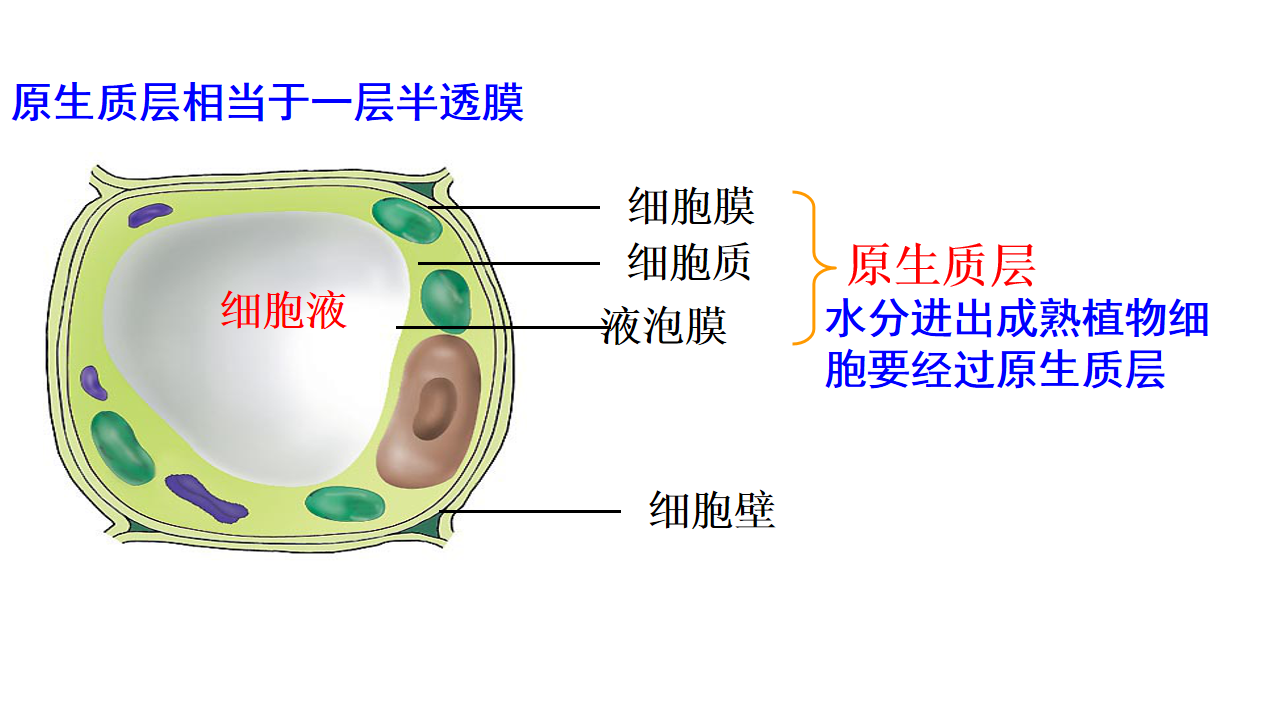 原生质层相当于一层半透膜
细胞膜
细胞质
液泡膜
原生质层
水分进出成熟植物细
胞要经过原生质层
细胞液
细胞壁